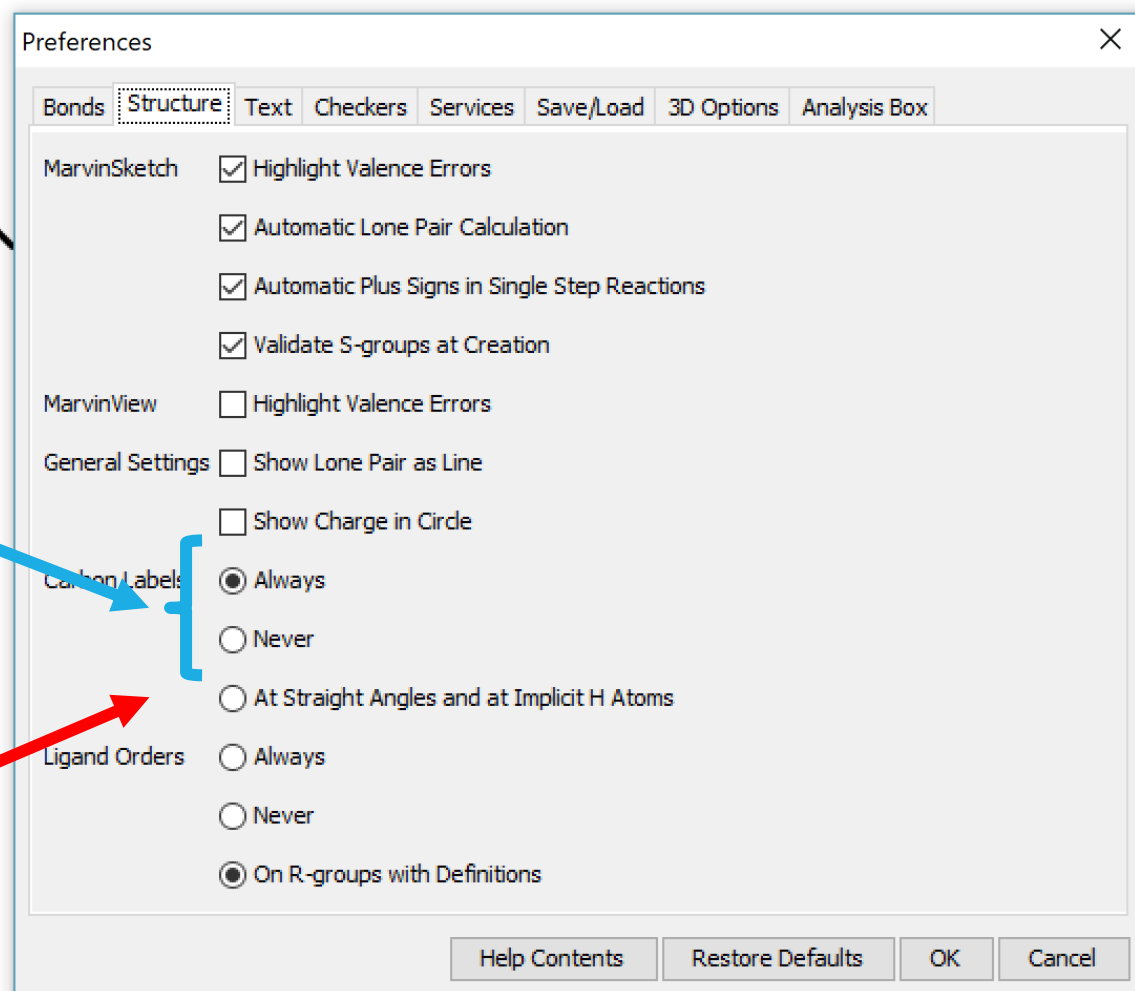 Preferences
Bonds Structure Text Checkers Services Save/Load 3D Options Analysis Box
MarvinSketch Highlight Valence Errors
Automatic Lone Pair Calculation
Automatic Plus Signs in Single Step Reactions
Validate S-groups at Creation
MarvinView Highlight Valence Errors
General Settings Show Lone Pair as Line
Show Charge in Circle
Carbon Labels Always
Never
At Straight Angles and at Implicit H Atoms
Ligand Orders Always
Never
On R-groups with Definitions
Help Contents Restore Defaults OK Cancel